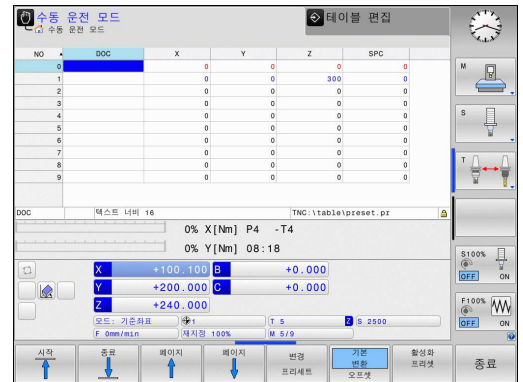 수동 운전 모드
수동 운전 모드
테이블 편집
NO DOC X Y Z SPC
0 0 0 0 0
1 0 0 300 0
2 0 0 0 0
3 0 0 0 0
4 0 0 0 0
5 0 0 0 0
6 0 0 0 0
7 0 0 0 0
8 0 0 0 0
9 0 0 0 0
DOC 텍스트 너비 16 TNC:\table\preset.pr
0% X[Nm] P4 -T4
0% Y[Nm] 08:18
X +100.100 B +0.000
Y +200.000 C +0.000
Z +240.000
모드: 기준좌표 1 T 5 Z S 2500
F 0mm/min 재지정 100% M 5/9
M
S
T
S100%
OFF ON
F100%
OFF ON
시작 종료 페이지 페이지 변경 프리세트 기본 변환 오프셋 활성화 프리셋 종료